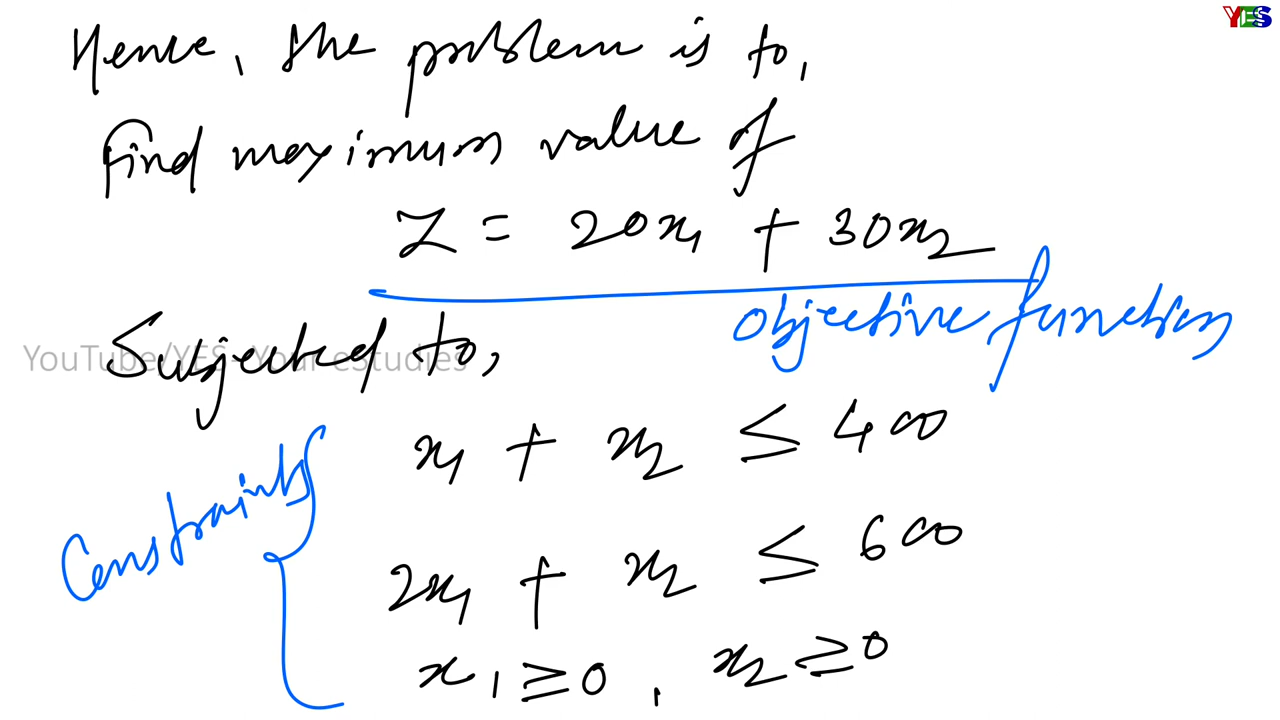 YES
Hence, the problem is to,
find maximum value of
Z = 20x₁ + 30x₂
objective function
Subjected to,
YouTube/YES-Your estudies
x₁ + x₂ ≤ 400
Constraints
2x₁ + x₂ ≤ 600
x₁ ≥ 0, x₂ ≥ 0